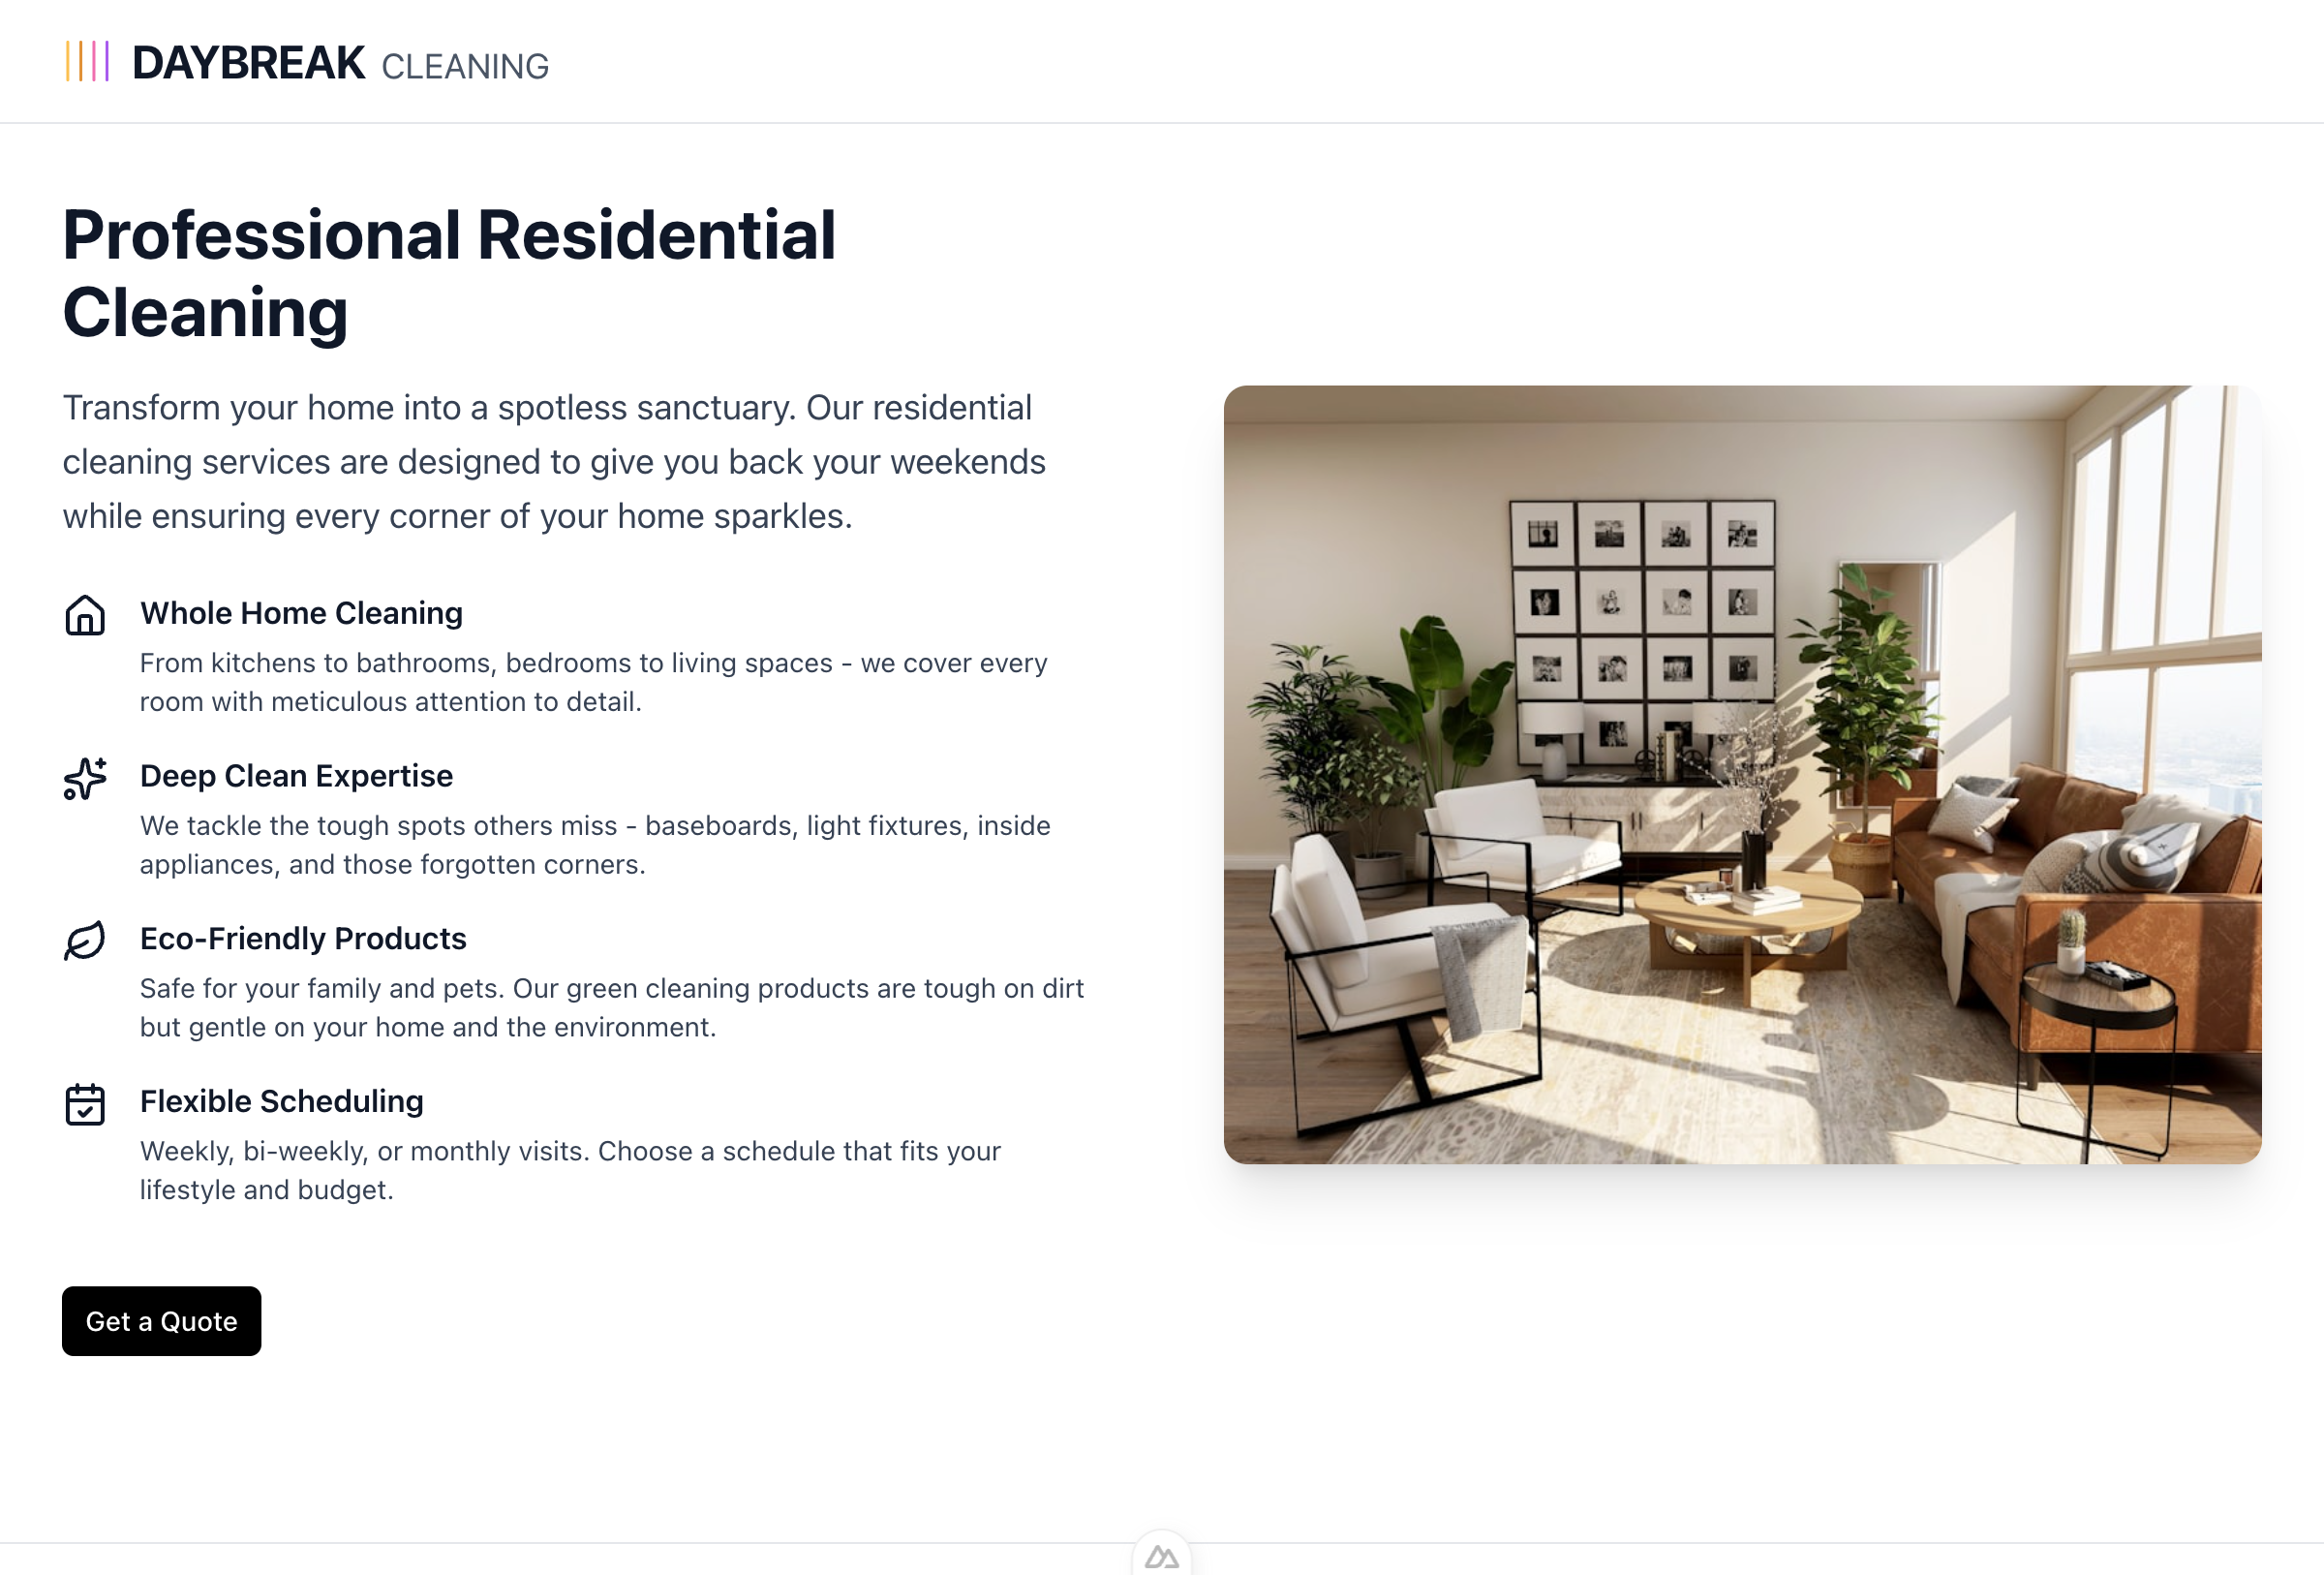 DAYBREAK CLEANING
Professional Residential
Cleaning
Transform your home into a spotless sanctuary. Our residential
cleaning services are designed to give you back your weekends
while ensuring every corner of your home sparkles.
Whole Home Cleaning
From kitchens to bathrooms, bedrooms to living spaces - we cover every
room with meticulous attention to detail.
Deep Clean Expertise
We tackle the tough spots others miss - baseboards, light fixtures, inside
appliances, and those forgotten corners.
Eco-Friendly Products
Safe for your family and pets. Our green cleaning products are tough on dirt
but gentle on your home and the environment.
Flexible Scheduling
Weekly, bi-weekly, or monthly visits. Choose a schedule that fits your
lifestyle and budget.
Get a Quote